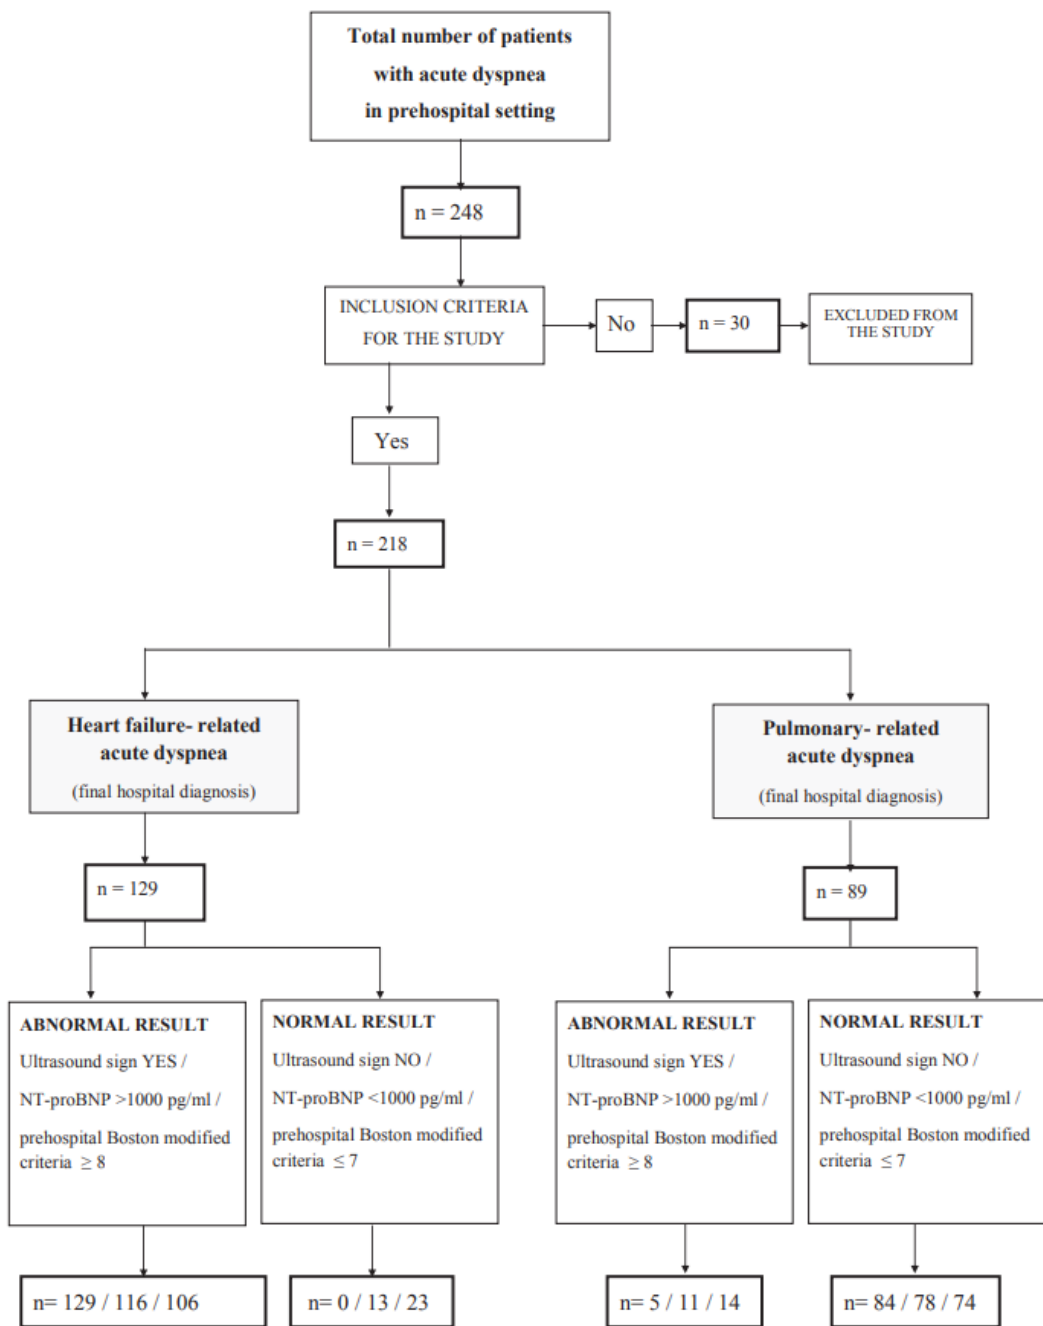 Total number of patients
with acute dyspnea
in prehospital setting
n = 248
INCLUSION CRITERIA
FOR THE STUDY
No
n = 30
EXCLUDED FROM
THE STUDY
Yes
n = 218
Heart failure- related
acute dyspnea
(final hospital diagnosis)
Pulmonary- related
acute dyspnea
(final hospital diagnosis)
n = 129
n = 89
ABNORMAL RESULT
Ultrasound sign YES /
NT-proBNP >1000 pg/ml /
prehospital Boston modified
criteria ≥ 8
NORMAL RESULT
Ultrasound sign NO /
NT-proBNP <1000 pg/ml /
prehospital Boston modified
criteria ≤ 7
ABNORMAL RESULT
Ultrasound sign YES /
NT-proBNP >1000 pg/ml /
prehospital Boston modified
criteria ≥ 8
NORMAL RESULT
Ultrasound sign NO /
NT-proBNP <1000 pg/ml /
prehospital Boston modified
criteria ≤ 7
n= 129 / 116 / 106
n= 0 / 13 / 23
n= 5 / 11 / 14
n= 84 / 78 / 74